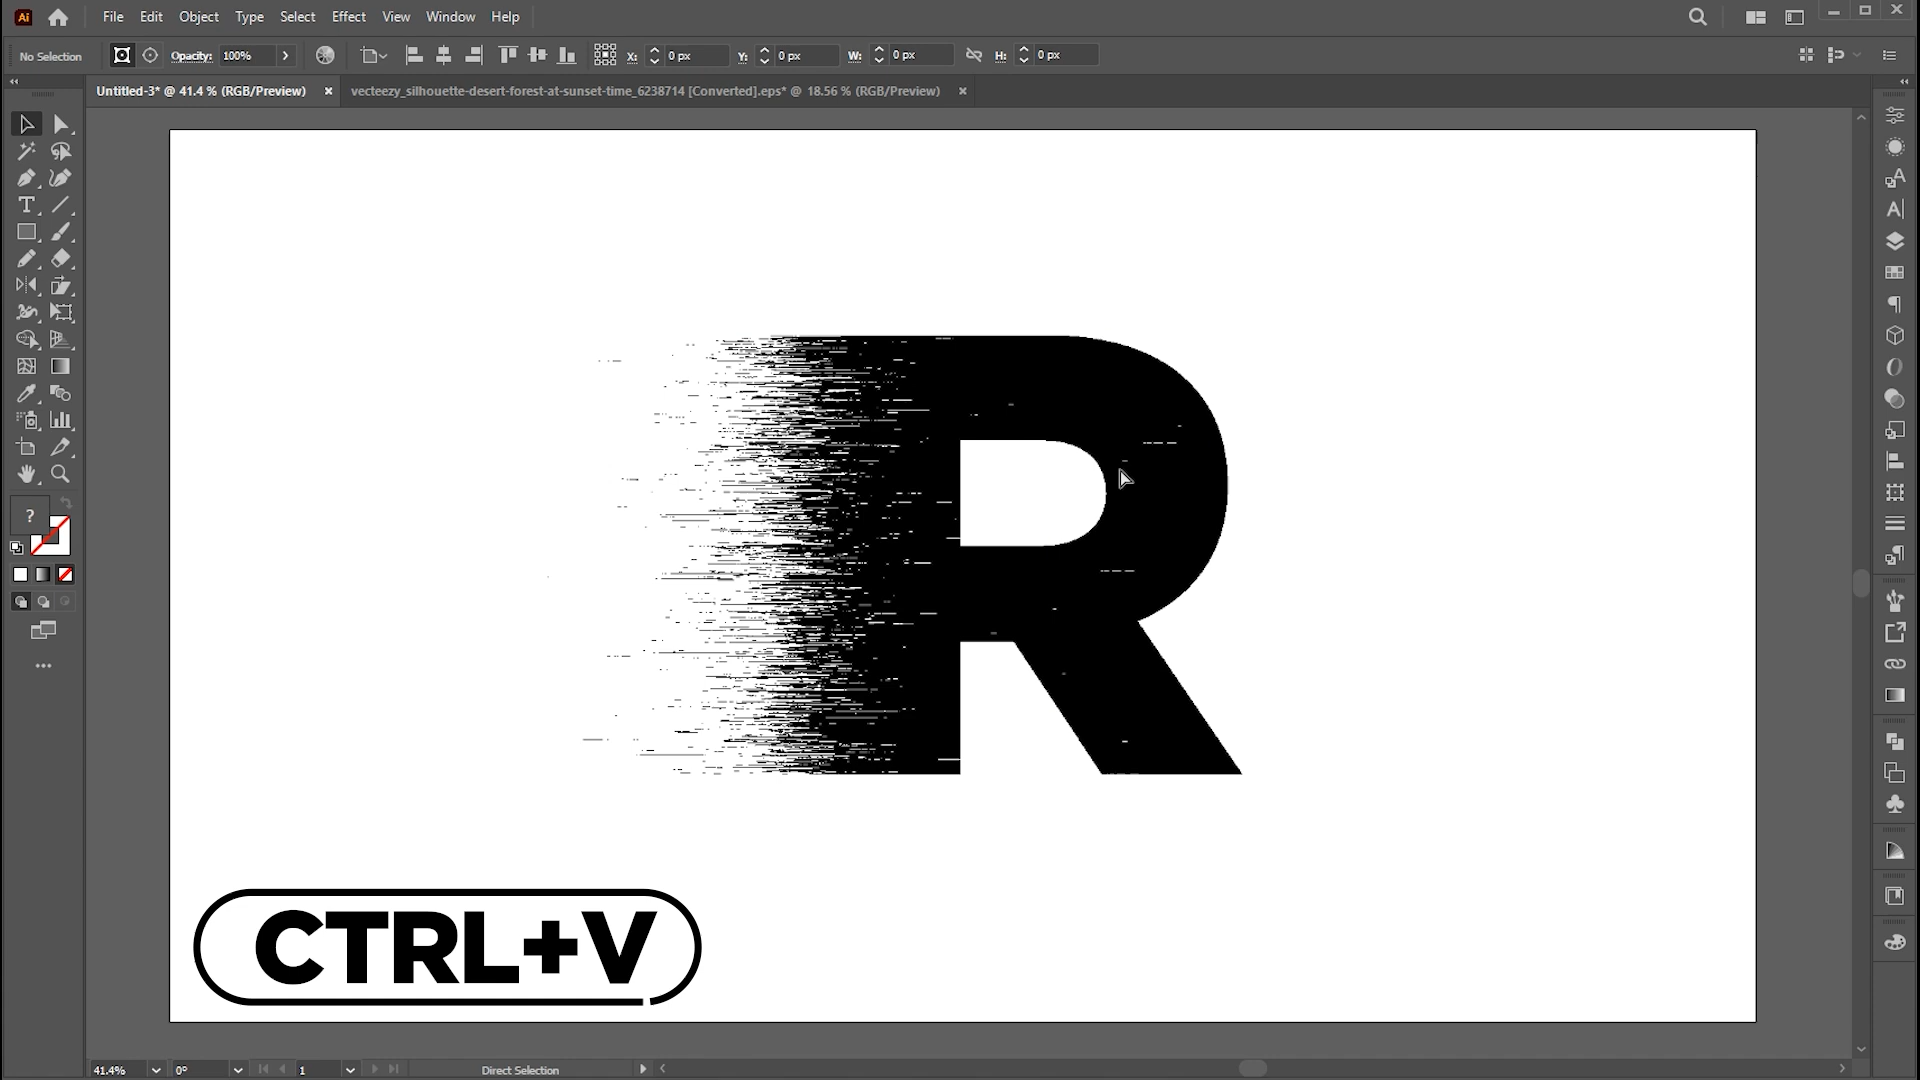 Ai File Edit Object Type Select Effect View Window Help
No Selection Opacity: 100% X: 0 px Y: 0 px W: 0 px H: 0 px
Untitled-3* @ 41.4 % (RGB/Preview) × vecteezy_silhouette-desert-forest-at-sunset-time_6238714 [Converted].eps* @ 18.56 % (RGB/Preview) ×
R
?
CTRL+V
41.4% 0° 1 Direct Selection